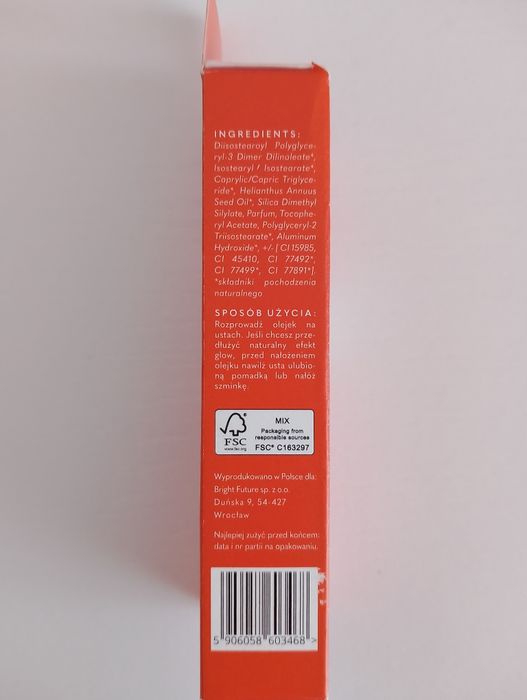 INGREDIENTS:
Diisostearoyl Polyglyce-
ryl-3 Dimer Dilinoleate*,
Isostearyl Isostearate*,
Caprylic/Capric Triglyce-
ride*, Helianthus Annuus
Seed Oil*, Silica Dimethyl
Silylate, Parfum, Tocophe-
ryl Acetate, Polyglyceryl-2
Triisostearate*, Aluminum
Hydroxide*, +/- [ CI 15985,
CI 45410, CI 77492*,
CI 77499*, CI 77891*].
*składniki pochodzenia
naturalnego
SPOSÓB UŻYCIA:
Rozprowadź olejek na
ustach. Jeśli chcesz prze-
dłużyć naturalny efekt
glow, przed nałożeniem
olejku nawilż usta ulubio-
ną pomadką lub nałóż
szminkę.
FSC
www.fsc.org
MIX
Packaging from
responsible sources
FSC® C163297
Wyprodukowano w Polsce dla:
Bright Future sp. z o.o.
Duńska 9, 54-427
Wrocław
Najlepiej zużyć przed końcem:
data i nr partii na opakowaniu.
5 906058 603468 >